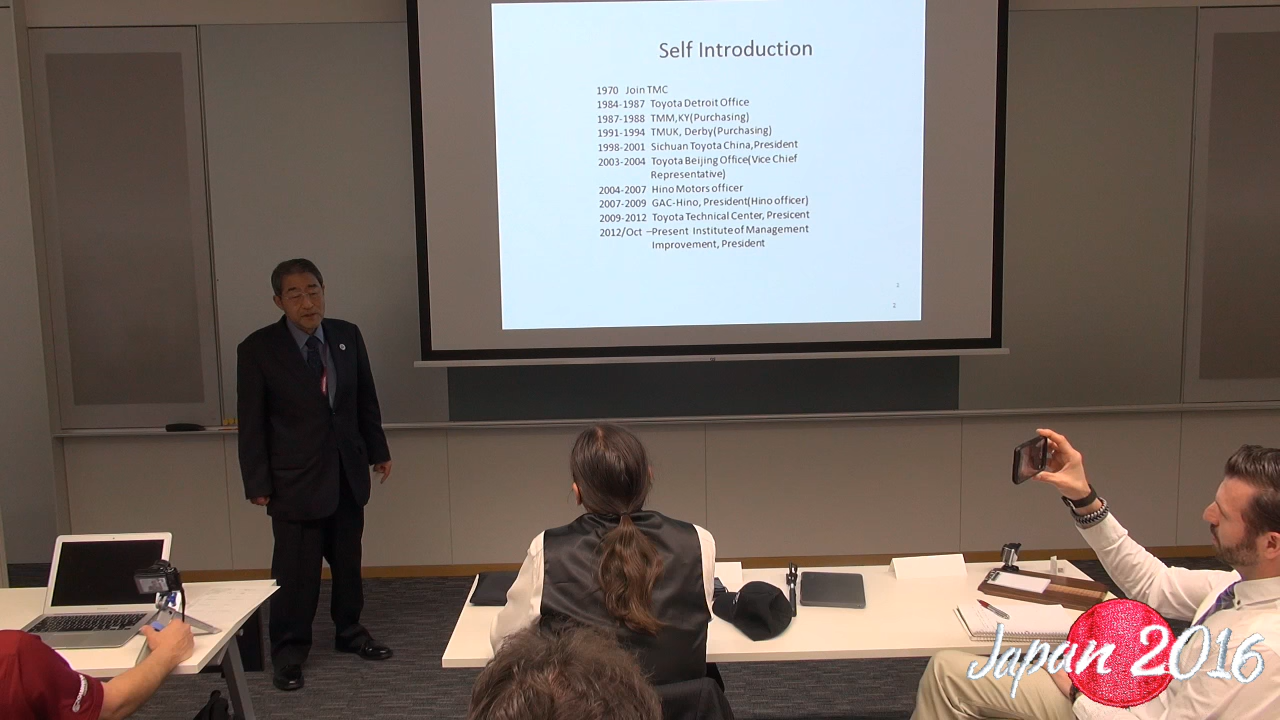 Self Introduction
1970 Join TMC
1984-1987 Toyota Detroit Office
1987-1988 TMM,KY(Purchasing)
1991-1994 TMUK, Derby(Purchasing)
1998-2001 Sichuan Toyota China,President
2003-2004 Toyota Beijing Office(Vice Chief
Representative)
2004-2007 Hino Motors officer
2007-2009 GAC-Hino, President(Hino officer)
2009-2012 Toyota Technical Center, Presicent
2012/Oct –Present Institute of Management
Improvement, President
1
2
Japan 2016